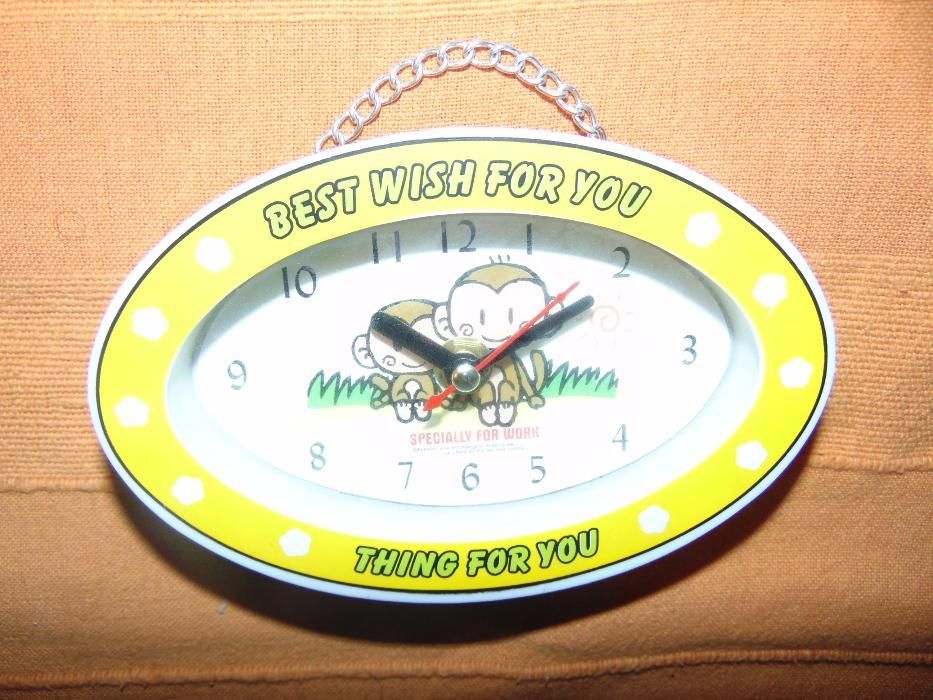 BEST WISH FOR YOU
11 12 1
10 2
9 3
8 4
7 6 5
SPECIALLY FOR WORK
THING FOR YOU